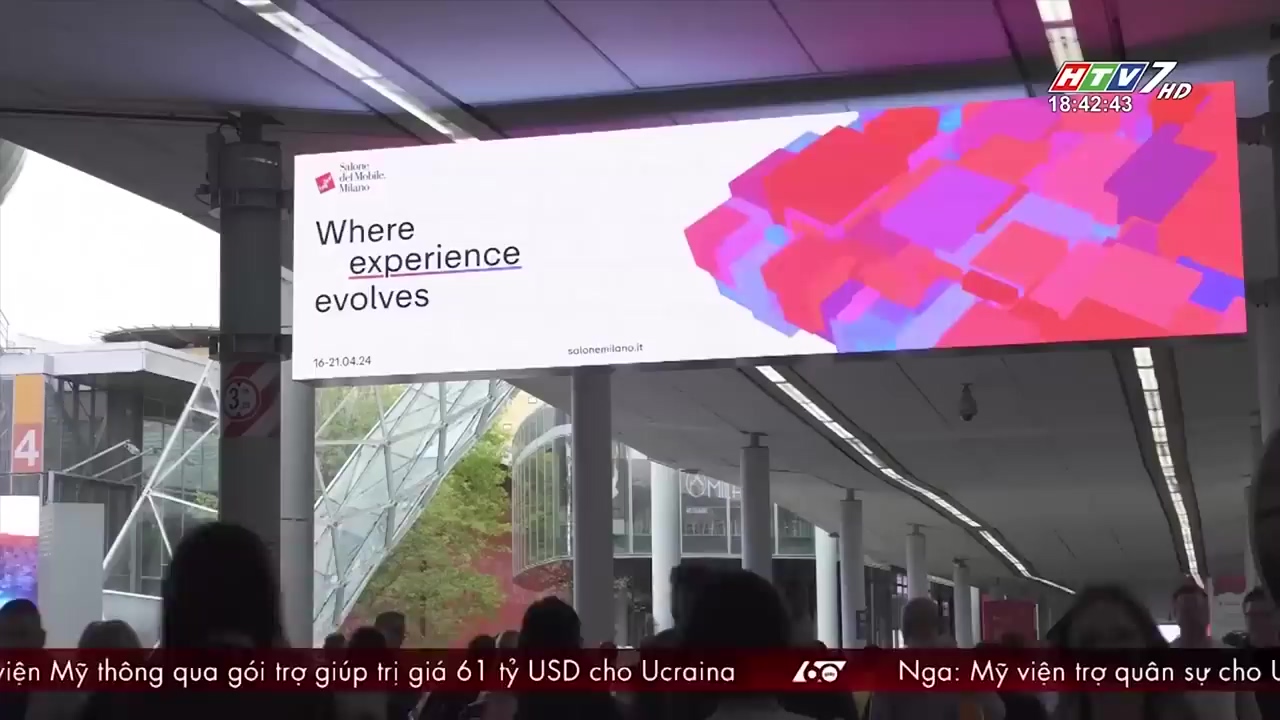 HTV7 HD
18:42:43
Salone
del Mobile.
Milano
Where
experience
evolves
16-21.04.24
salonemilano.it
3
4
viện Mỹ thông qua gói trợ giúp trị giá 61 tỷ USD cho Ucraina
60 giây
Nga: Mỹ viện trợ quân sự cho U